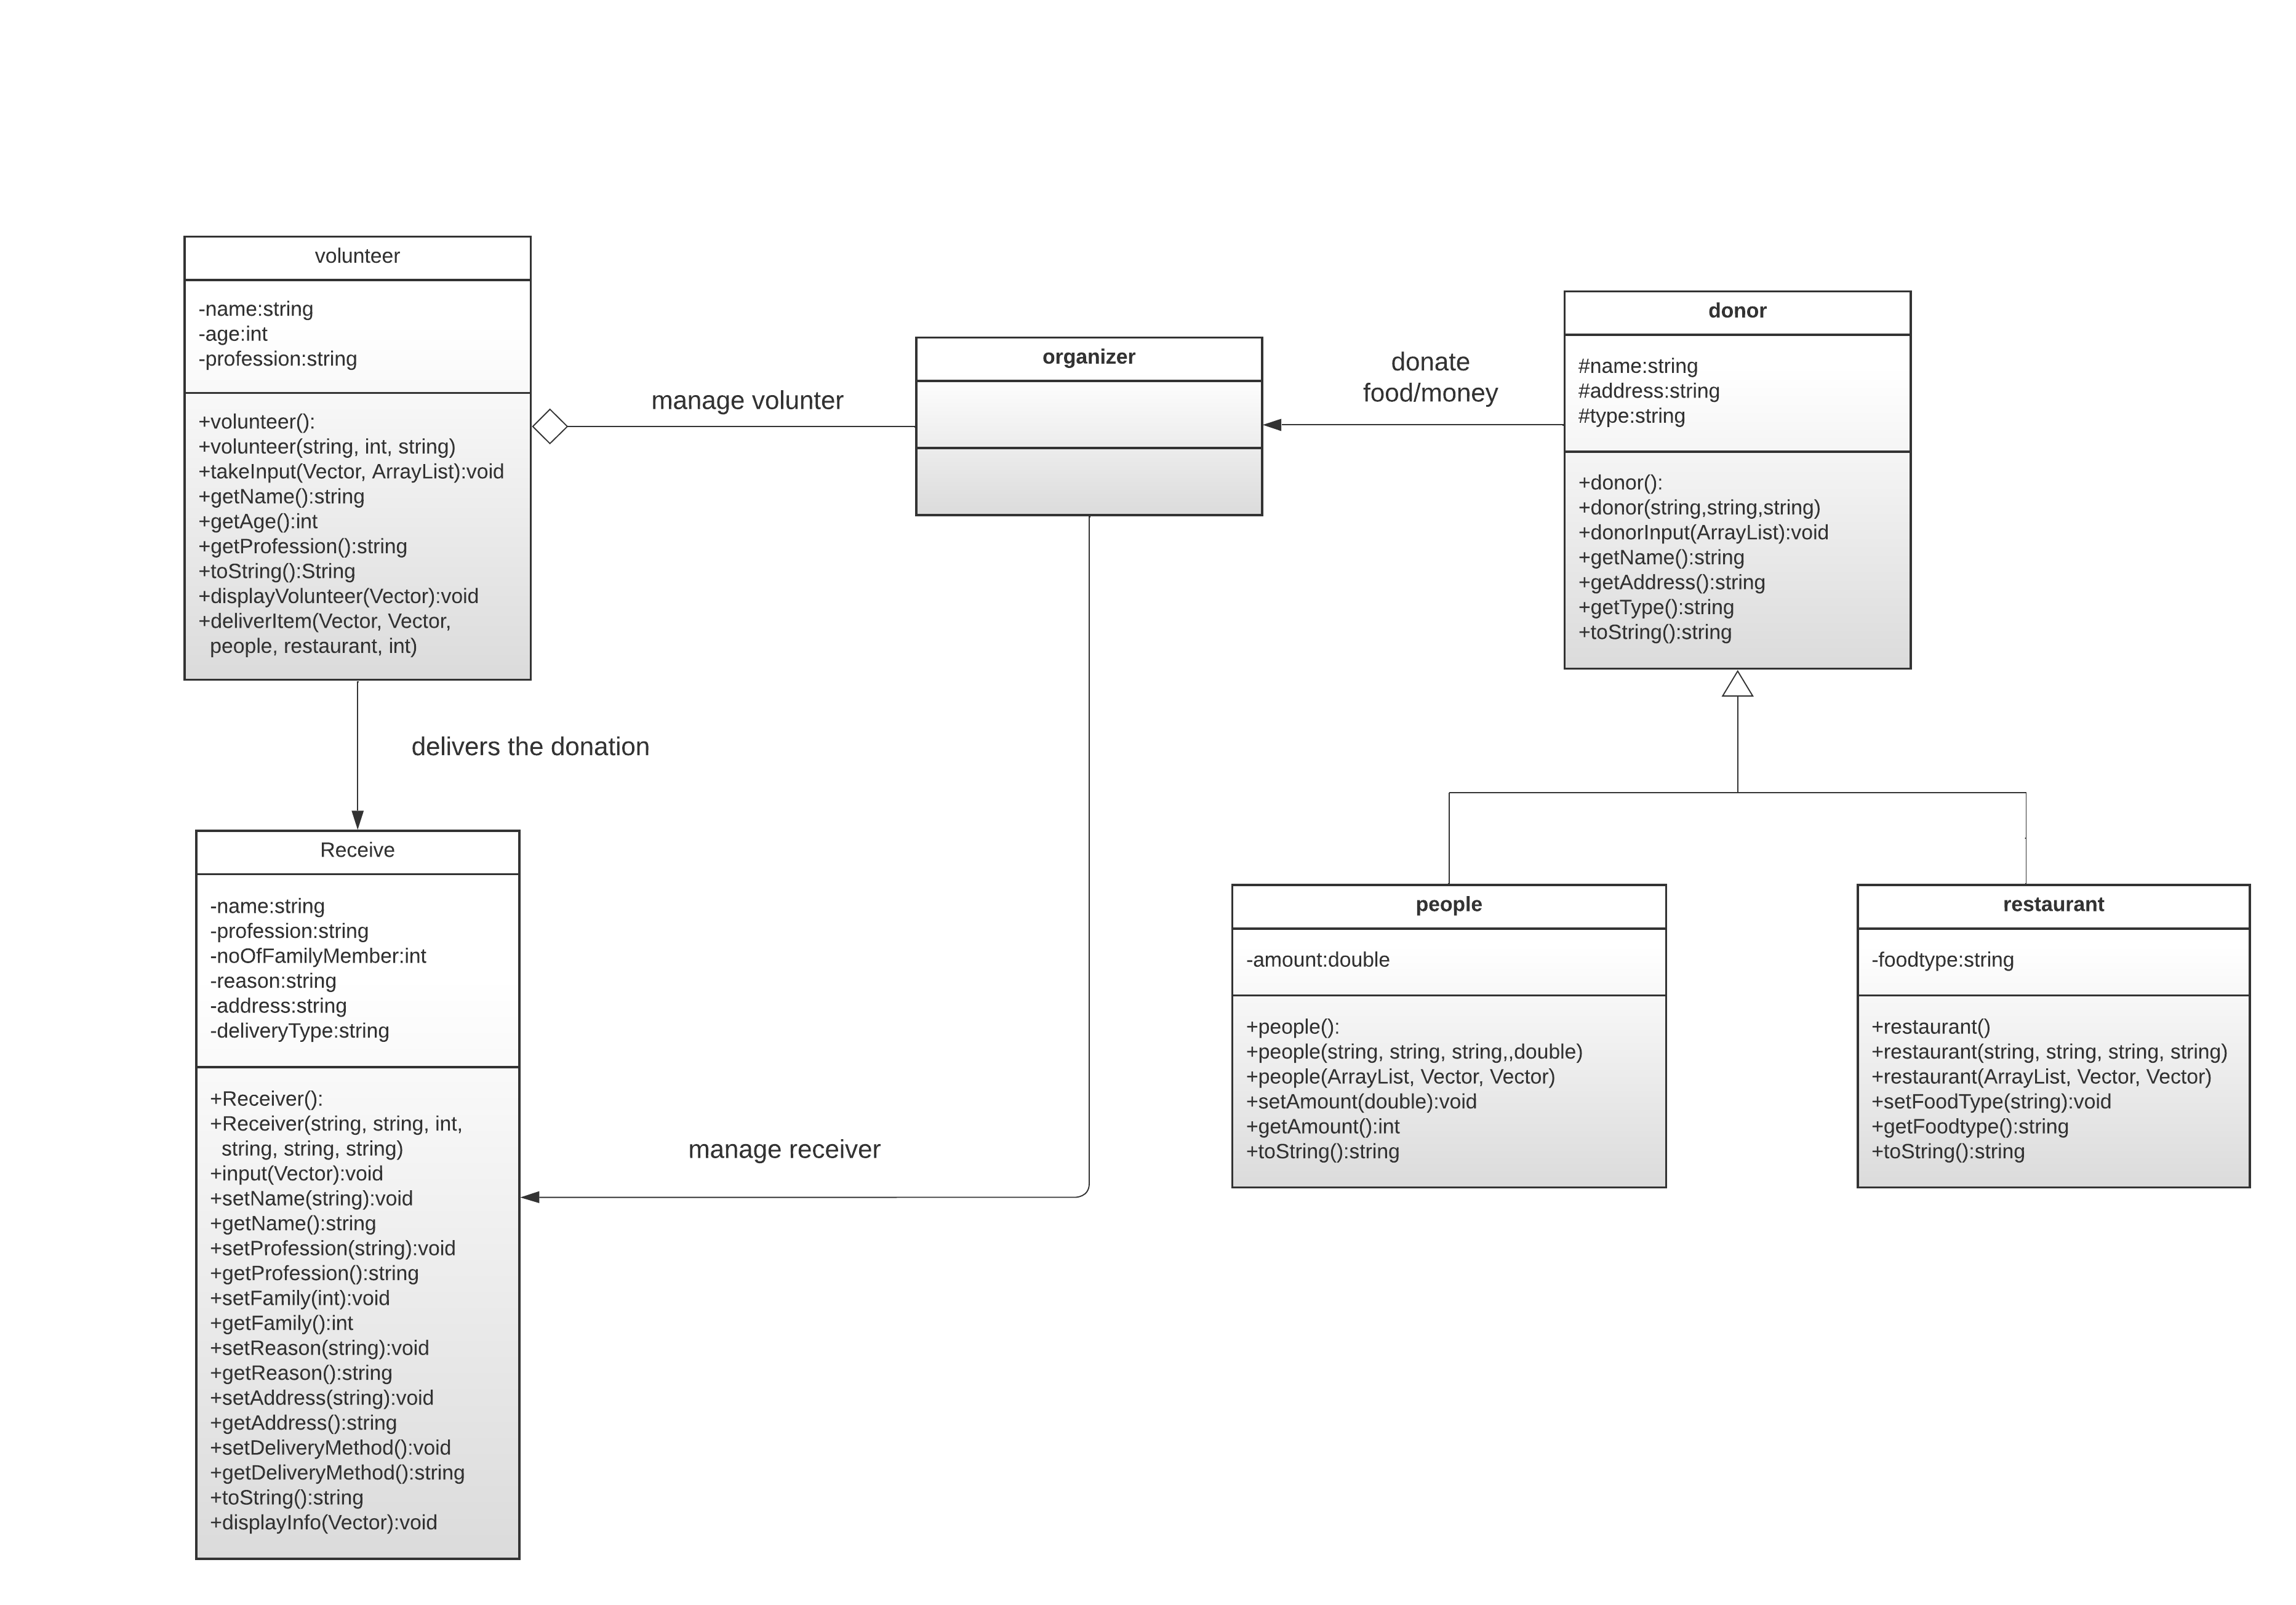 volunteer
-name:string
-age:int
-profession:string
+volunteer():
+volunteer(string, int, string)
+takeInput(Vector, ArrayList):void
+getName():string
+getAge():int
+getProfession():string
+toString():String
+displayVolunteer(Vector):void
+deliverItem(Vector, Vector,
people, restaurant, int)
manage volunter
organizer
donate
food/money
donor
#name:string
#address:string
#type:string
+donor():
+donor(string,string,string)
+donorInput(ArrayList):void
+getName():string
+getAddress():string
+getType():string
+toString():string
delivers the donation
Receive
-name:string
-profession:string
-noOfFamilyMember:int
-reason:string
-address:string
-deliveryType:string
+Receiver():
+Receiver(string, string, int,
string, string, string)
+input(Vector):void
+setName(string):void
+getName():string
+setProfession(string):void
+getProfession():string
+setFamily(int):void
+getFamily():int
+setReason(string):void
+getReason():string
+setAddress(string):void
+getAddress():string
+setDeliveryMethod():void
+getDeliveryMethod():string
+toString():string
+displayInfo(Vector):void
manage receiver
people
-amount:double
+people():
+people(string, string, string,,double)
+people(ArrayList, Vector, Vector)
+setAmount(double):void
+getAmount():int
+toString():string
restaurant
-foodtype:string
+restaurant()
+restaurant(string, string, string, string)
+restaurant(ArrayList, Vector, Vector)
+setFoodType(string):void
+getFoodtype():string
+toString():string